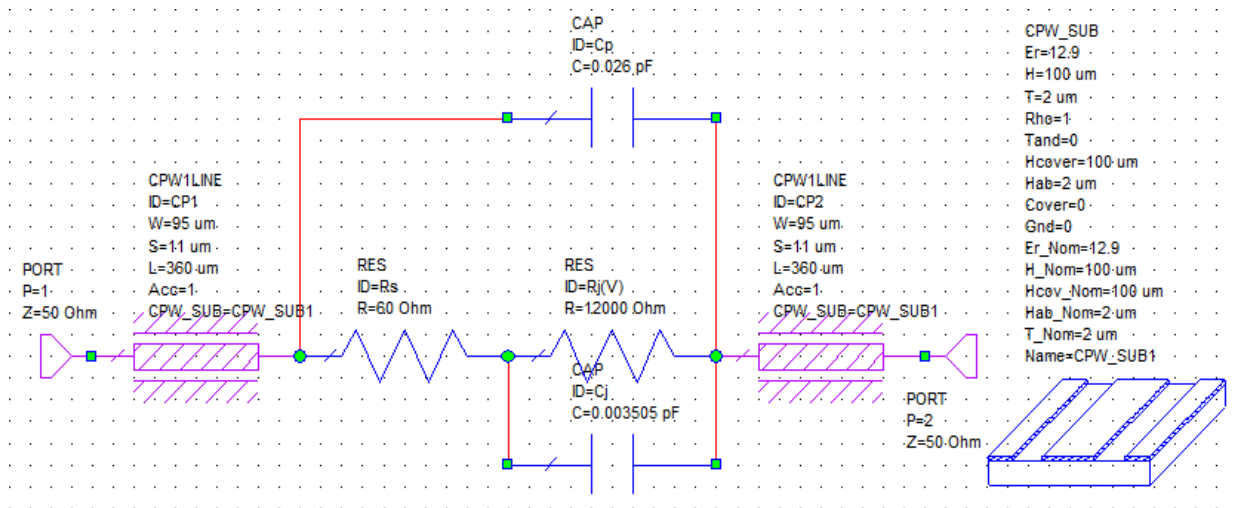 CAP
ID=Cp
C=0.026 pF
CPW_SUB
Er=12.9
H=100 um
T=2 um
Rho=1
Tand=0
Hcover=100 um
Hab=2 um
Cover=0
Gnd=0
Er_Nom=12.9
H_Nom=100 um
Hcov_Nom=100 um
Hab_Nom=2 um
T_Nom=2 um
Name=CPW_SUB1
CPW1LINE
ID=CP1
W=95 um
S=11 um
L=360 um
Acc=1
CPW_SUB=CPW_SUB1
PORT
P=1
Z=50 Ohm
RES
ID=Rs
R=60 Ohm
RES
ID=Rj(V)
R=12000 Ohm
CAP
ID=Cj
C=0.003505 pF
CPW1LINE
ID=CP2
W=95 um
S=11 um
L=360 um
Acc=1
CPW_SUB=CPW_SUB1
PORT
P=2
Z=50 Ohm